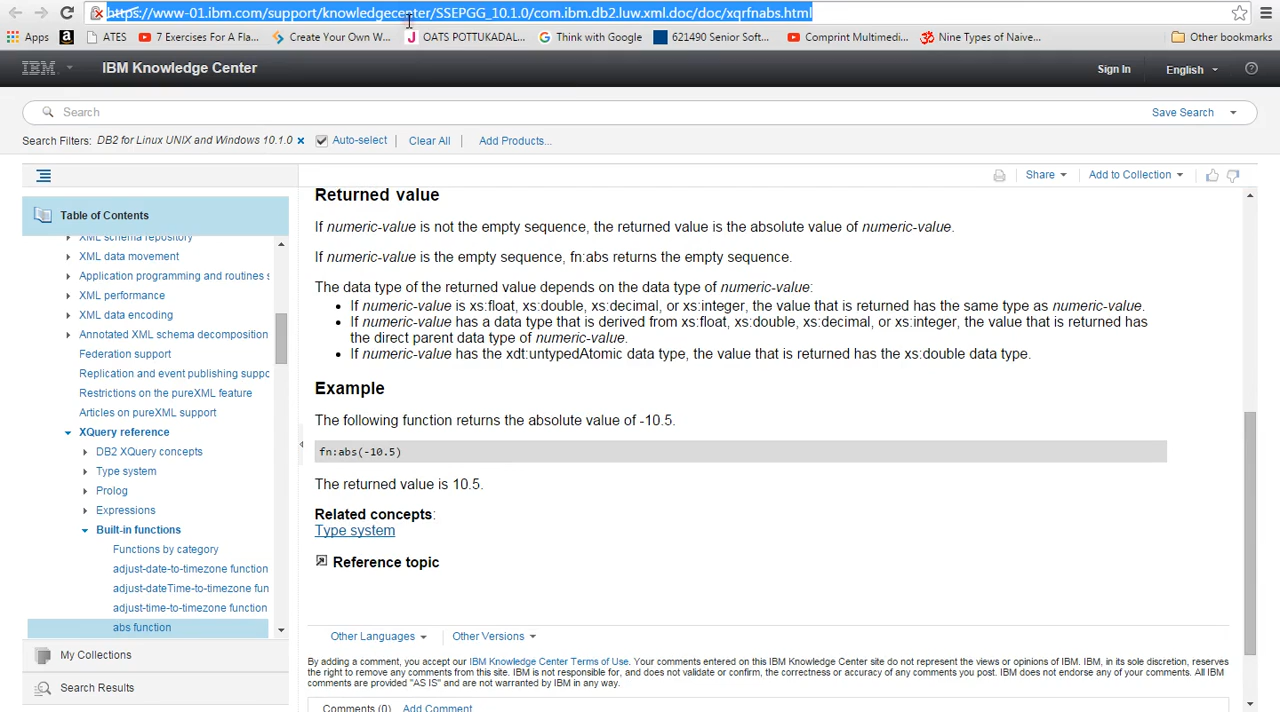 https://www-01.ibm.com/support/knowledgecenter/SSEPGG_10.1.0/com.ibm.db2.luw.xml.doc/doc/xqrfnabs.html
Apps ATES 7 Exercises For A Fla... Create Your Own W... OATS POTTUKADAL... Think with Google 621490 Senior Soft... Comprint Multimedi... Nine Types of Naive... Other bookmarks
IBM IBM Knowledge Center Sign In English
Search Save Search
Search Filters: DB2 for Linux UNIX and Windows 10.1.0 × Auto-select Clear All Add Products...
Share Add to Collection
Table of Contents
XML schema repository
XML data movement
Application programming and routines s
XML performance
XML data encoding
Annotated XML schema decomposition
Federation support
Replication and event publishing suppo
Restrictions on the pureXML feature
Articles on pureXML support
XQuery reference
DB2 XQuery concepts
Type system
Prolog
Expressions
Built-in functions
Functions by category
adjust-date-to-timezone function
adjust-dateTime-to-timezone fun
adjust-time-to-timezone function
abs function
My Collections
Search Results
Returned value
If numeric-value is not the empty sequence, the returned value is the absolute value of numeric-value.
If numeric-value is the empty sequence, fn:abs returns the empty sequence.
The data type of the returned value depends on the data type of numeric-value:
• If numeric-value is xs:float, xs:double, xs:decimal, or xs:integer, the value that is returned has the same type as numeric-value.
• If numeric-value has a data type that is derived from xs:float, xs:double, xs:decimal, or xs:integer, the value that is returned has
the direct parent data type of numeric-value.
• If numeric-value has the xdt:untypedAtomic data type, the value that is returned has the xs:double data type.
Example
The following function returns the absolute value of -10.5.
fn:abs(-10.5)
The returned value is 10.5.
Related concepts:
Type system
Reference topic
Other Languages Other Versions
By adding a comment, you accept our IBM Knowledge Center Terms of Use. Your comments entered on this IBM Knowledge Center site do not represent the views or opinions of IBM. IBM, in its sole discretion, reserves
the right to remove any comments from this site. IBM is not responsible for, and does not validate or confirm, the correctness or accuracy of any comments you post. IBM does not endorse any of your comments. All IBM
comments are provided "AS IS" and are not warranted by IBM in any way.
Comments (0) Add Comment